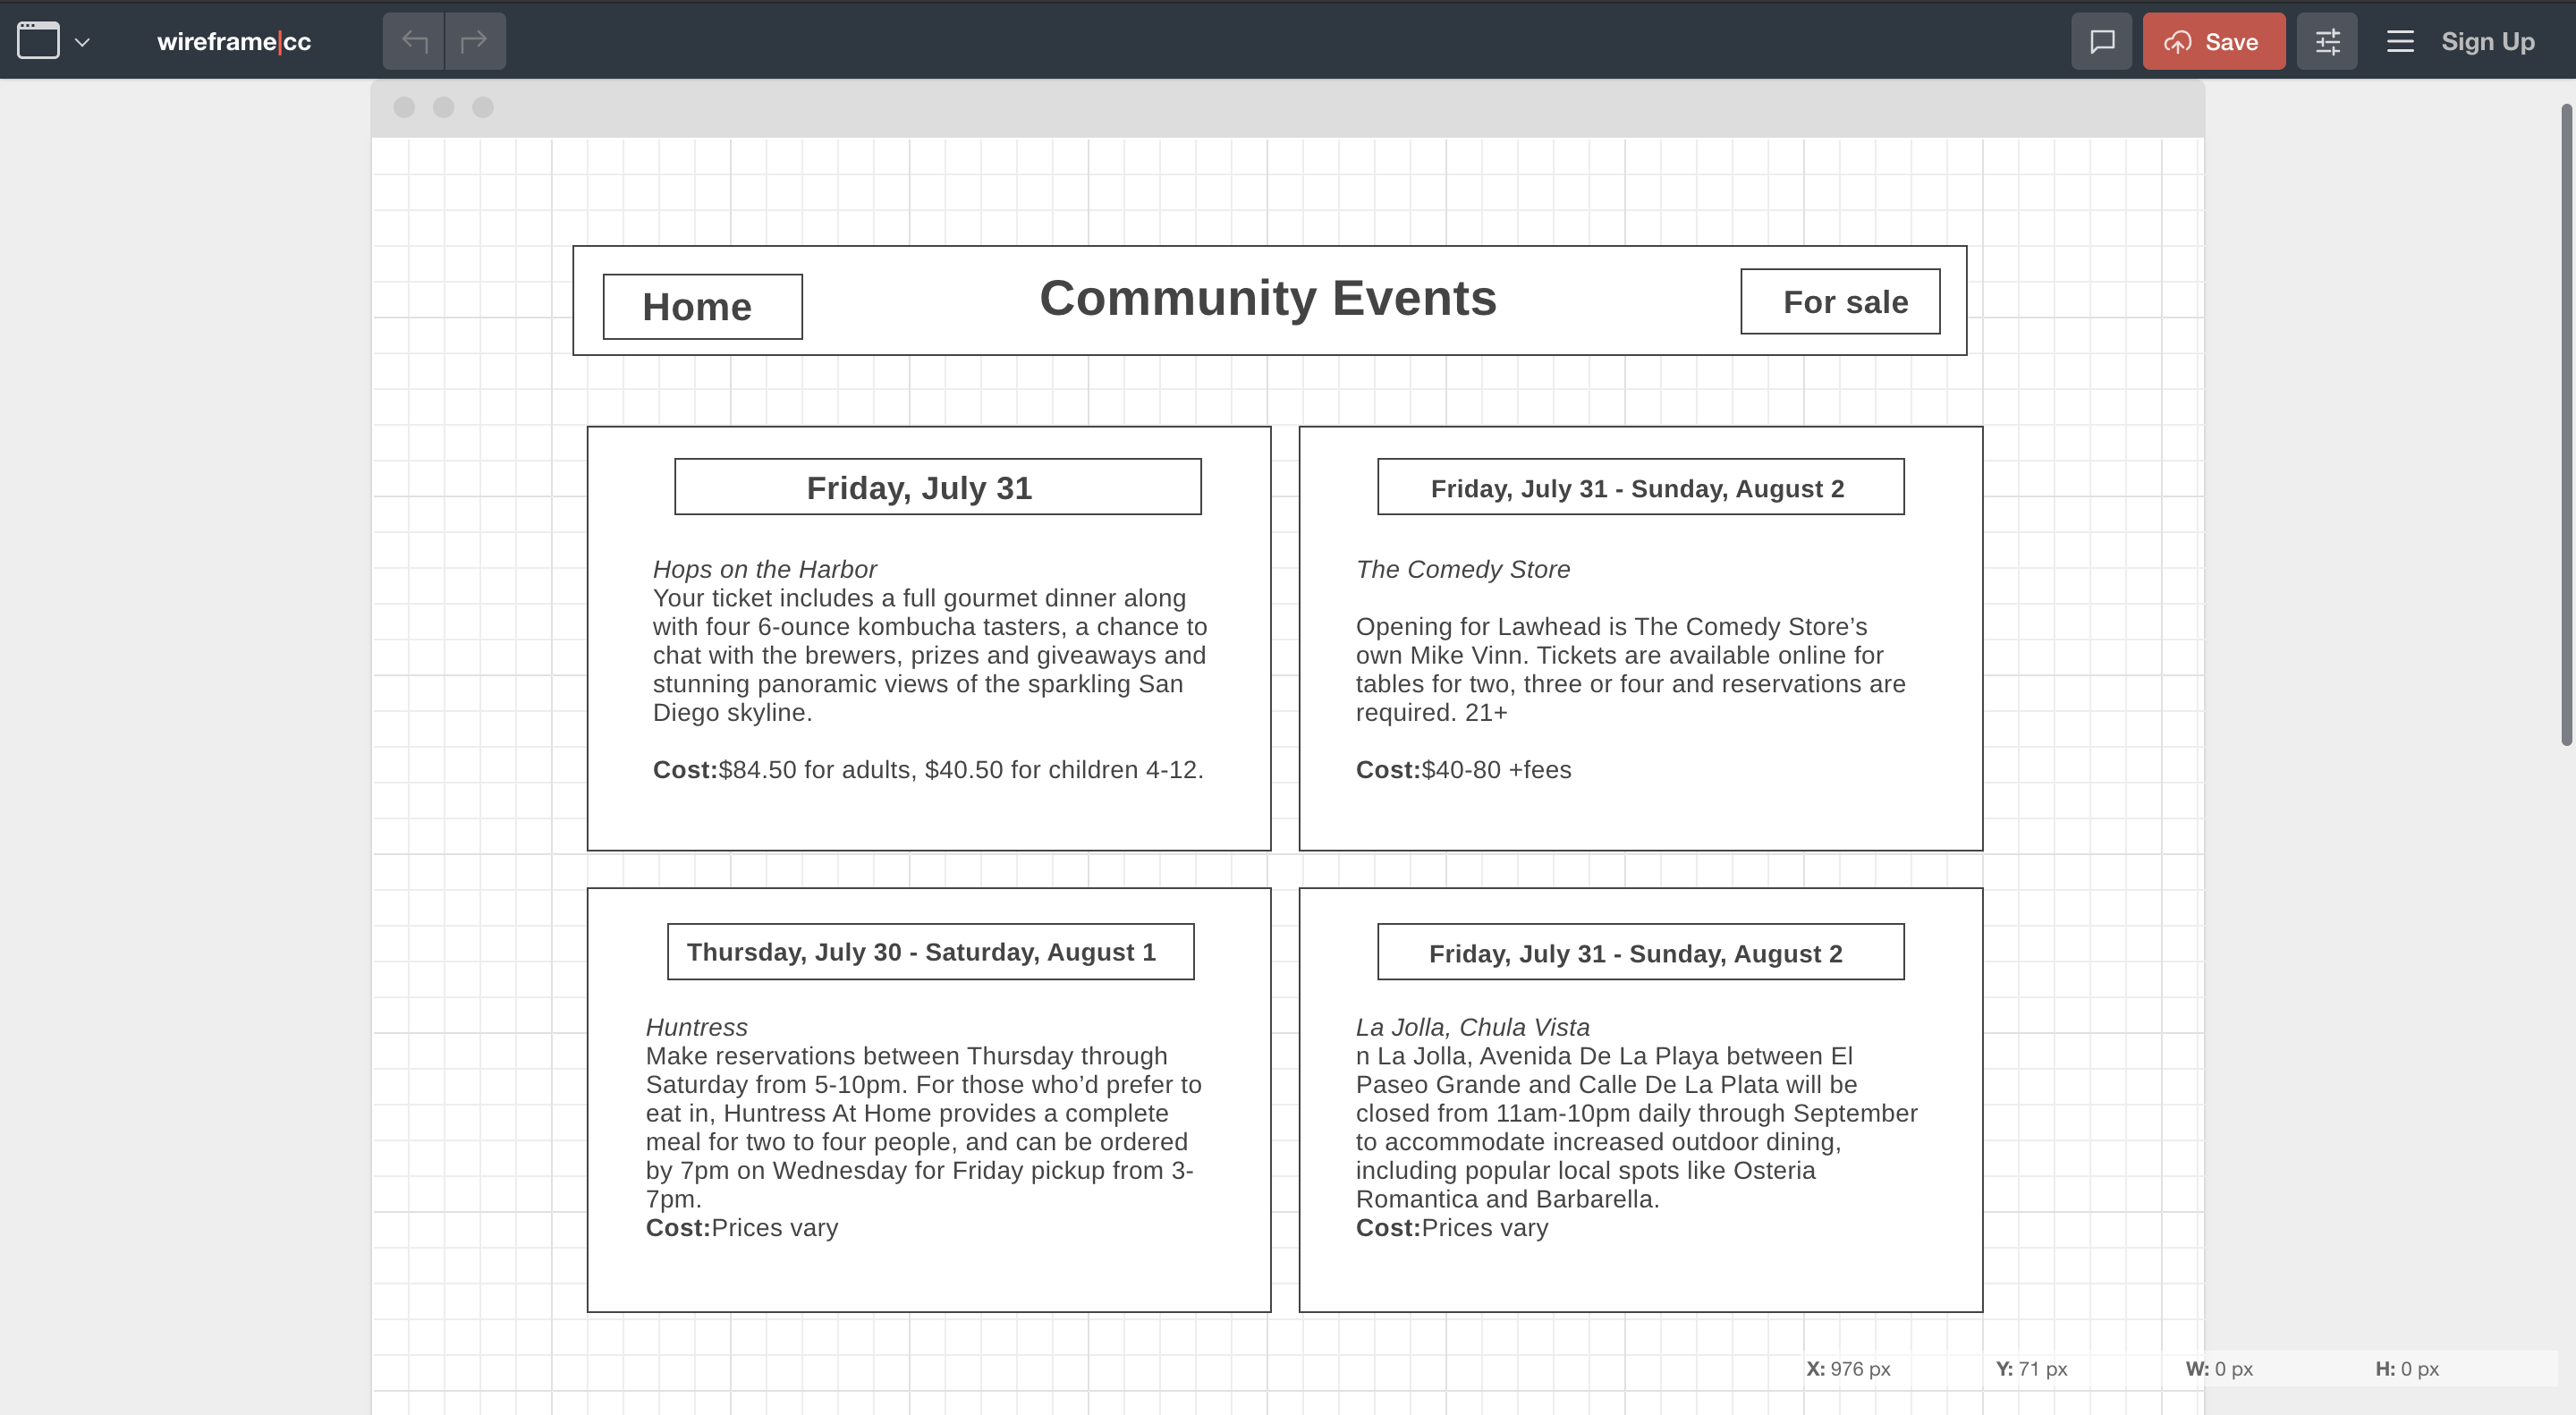 wireframe|cc
Save
Sign Up
Home
Community Events
For sale
Friday, July 31
Hops on the Harbor
Your ticket includes a full gourmet dinner along
with four 6-ounce kombucha tasters, a chance to
chat with the brewers, prizes and giveaways and
stunning panoramic views of the sparkling San
Diego skyline.
Cost:$84.50 for adults, $40.50 for children 4-12.
Friday, July 31 - Sunday, August 2
The Comedy Store
Opening for Lawhead is The Comedy Store’s
own Mike Vinn. Tickets are available online for
tables for two, three or four and reservations are
required. 21+
Cost:$40-80 +fees
Thursday, July 30 - Saturday, August 1
Huntress
Make reservations between Thursday through
Saturday from 5-10pm. For those who’d prefer to
eat in, Huntress At Home provides a complete
meal for two to four people, and can be ordered
by 7pm on Wednesday for Friday pickup from 3-
7pm.
Cost:Prices vary
Friday, July 31 - Sunday, August 2
La Jolla, Chula Vista
n La Jolla, Avenida De La Playa between El
Paseo Grande and Calle De La Plata will be
closed from 11am-10pm daily through September
to accommodate increased outdoor dining,
including popular local spots like Osteria
Romantica and Barbarella.
Cost:Prices vary
X: 976 px Y: 71 px W: 0 px H: 0 px